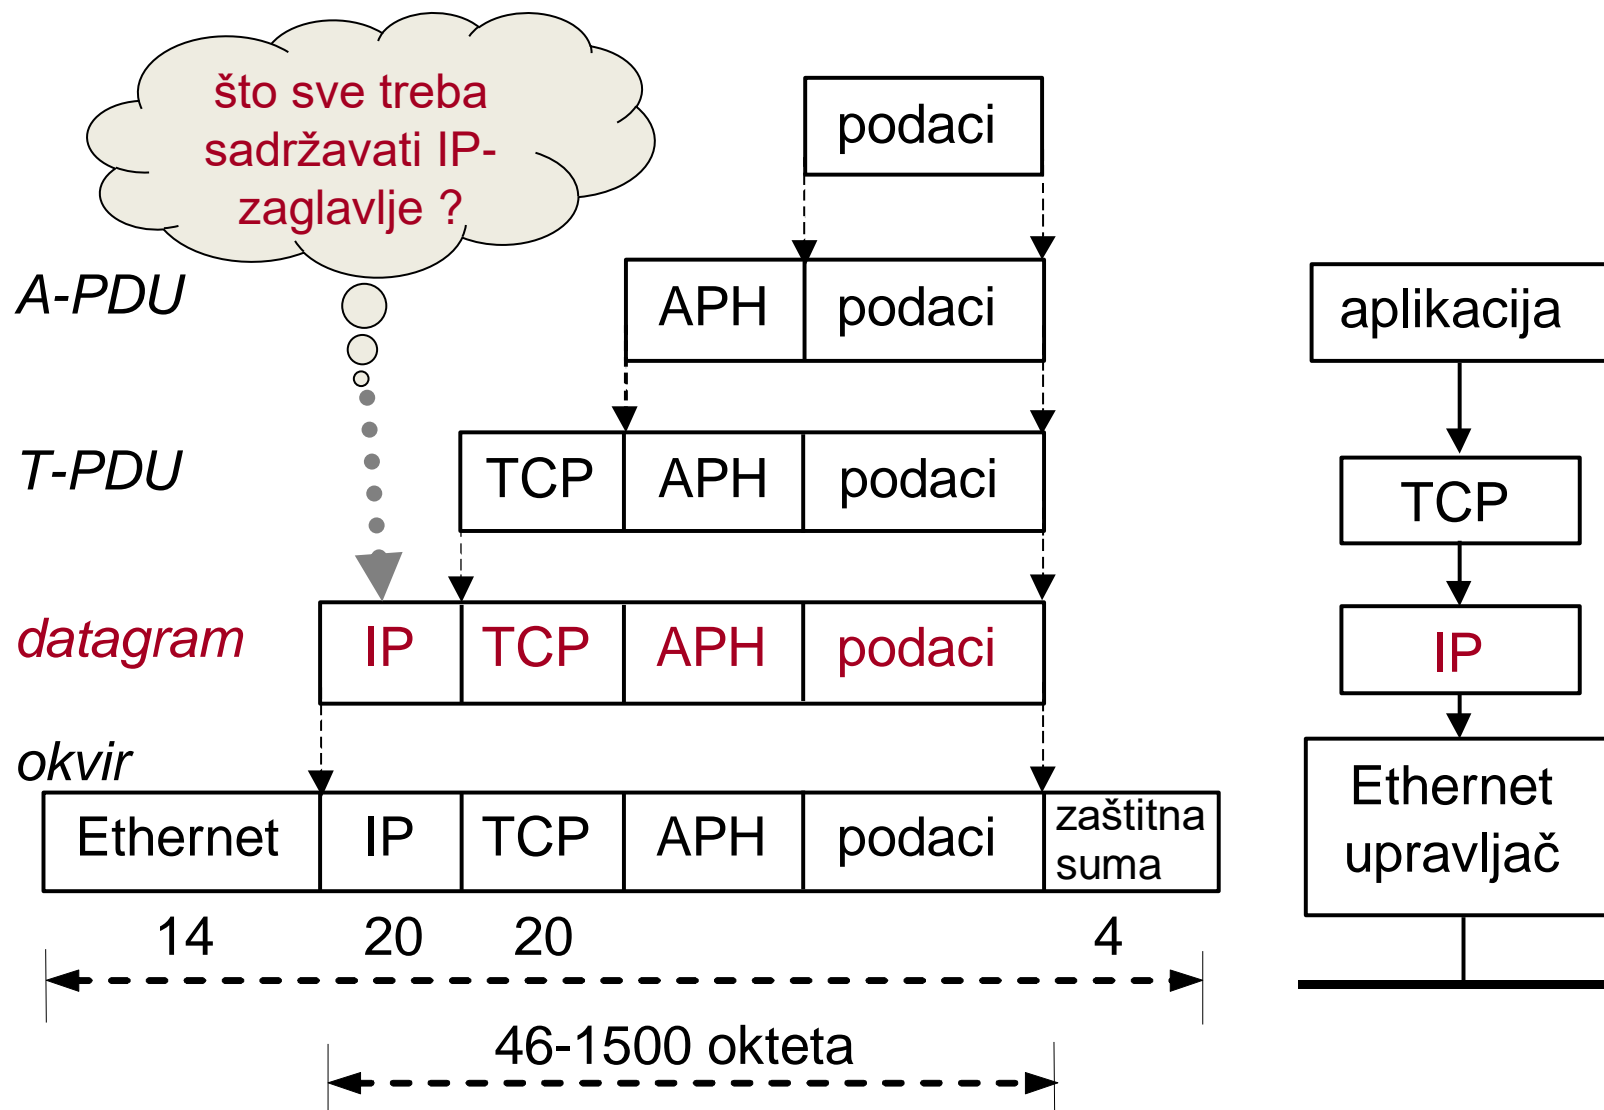 što sve treba
sadržavati IP-
zaglavlje ?
podaci
A-PDU
APH
podaci
aplikacija
T-PDU
TCP
APH
podaci
TCP
datagram
IP
TCP
APH
podaci
IP
okvir
Ethernet
IP
TCP
APH
podaci
zaštitna
suma
Ethernet
upravljač
14
20
20
4
46-1500 okteta